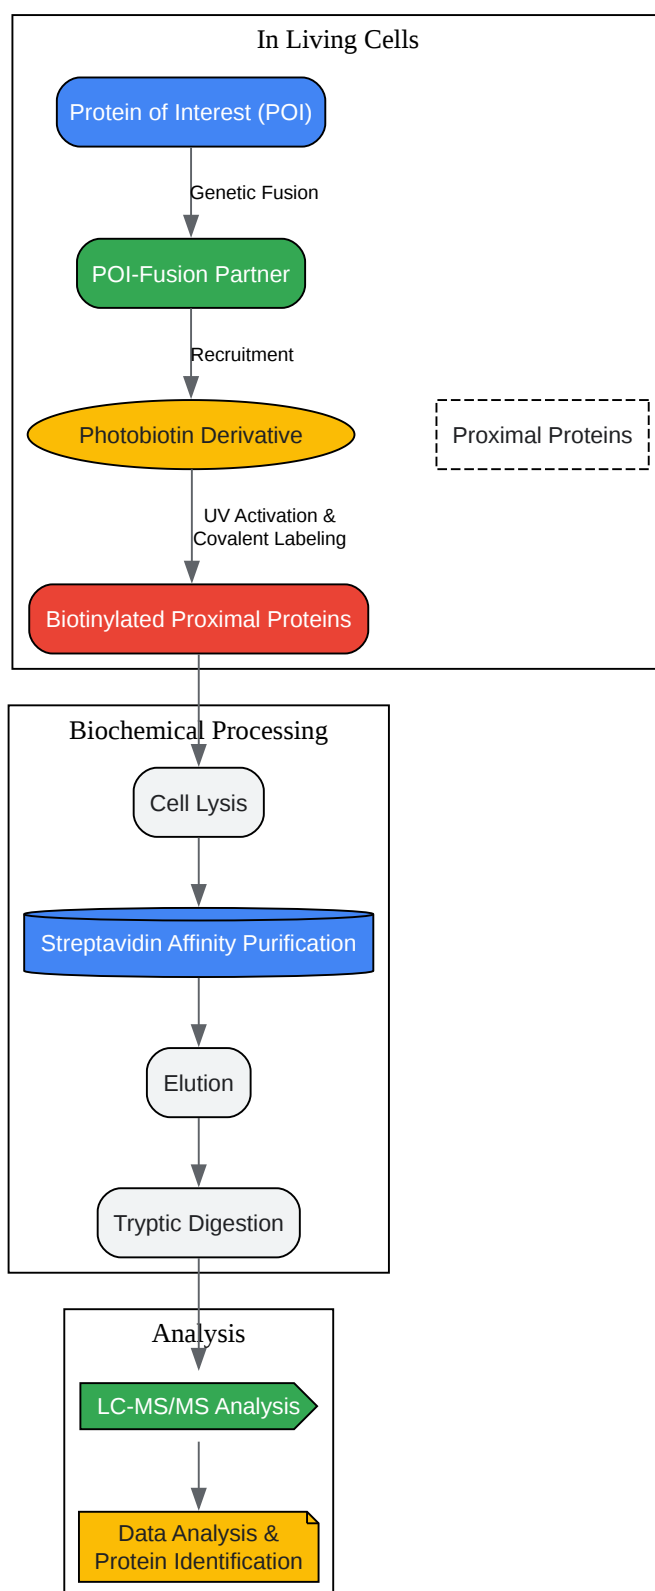 In Living Cells
Protein of Interest (POI)
Genetic Fusion
POI-Fusion Partner
Recruitment
Photobiotin Derivative
Proximal Proteins
UV Activation &
Covalent Labeling
Biotinylated Proximal Proteins
Biochemical Processing
Cell Lysis
Streptavidin Affinity Purification
Elution
Tryptic Digestion
Analysis
LC-MS/MS Analysis
Data Analysis &
Protein Identification